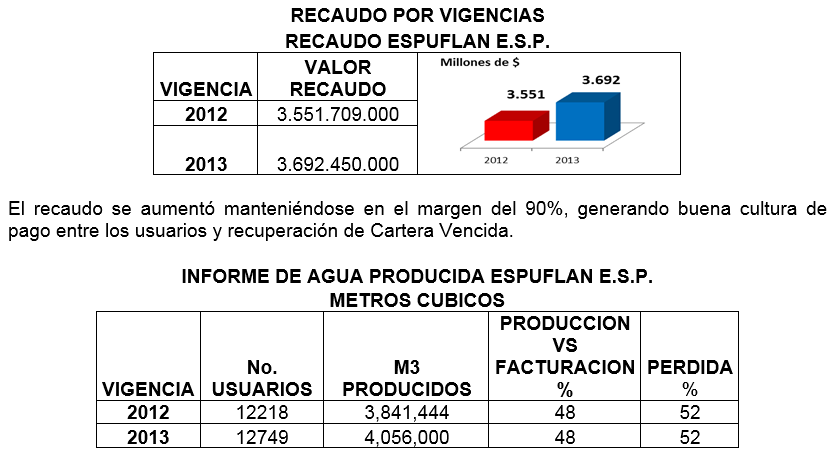 RECAUDO POR VIGENCIAS
RECAUDO ESPUFLAN E.S.P.
VIGENCIA VALOR RECAUDO
2012 3.551.709.000
2013 3.692.450.000
Millones de $
3.551 3.692
2012 2013
El recaudo se aumentó manteniéndose en el margen del 90%, generando buena cultura de
pago entre los usuarios y recuperación de Cartera Vencida.
INFORME DE AGUA PRODUCIDA ESPUFLAN E.S.P.
METROS CUBICOS
VIGENCIA No. USUARIOS M3 PRODUCIDOS PRODUCCION VS FACTURACION % PERDIDA %
2012 12218 3,841,444 48 52
2013 12749 4,056,000 48 52